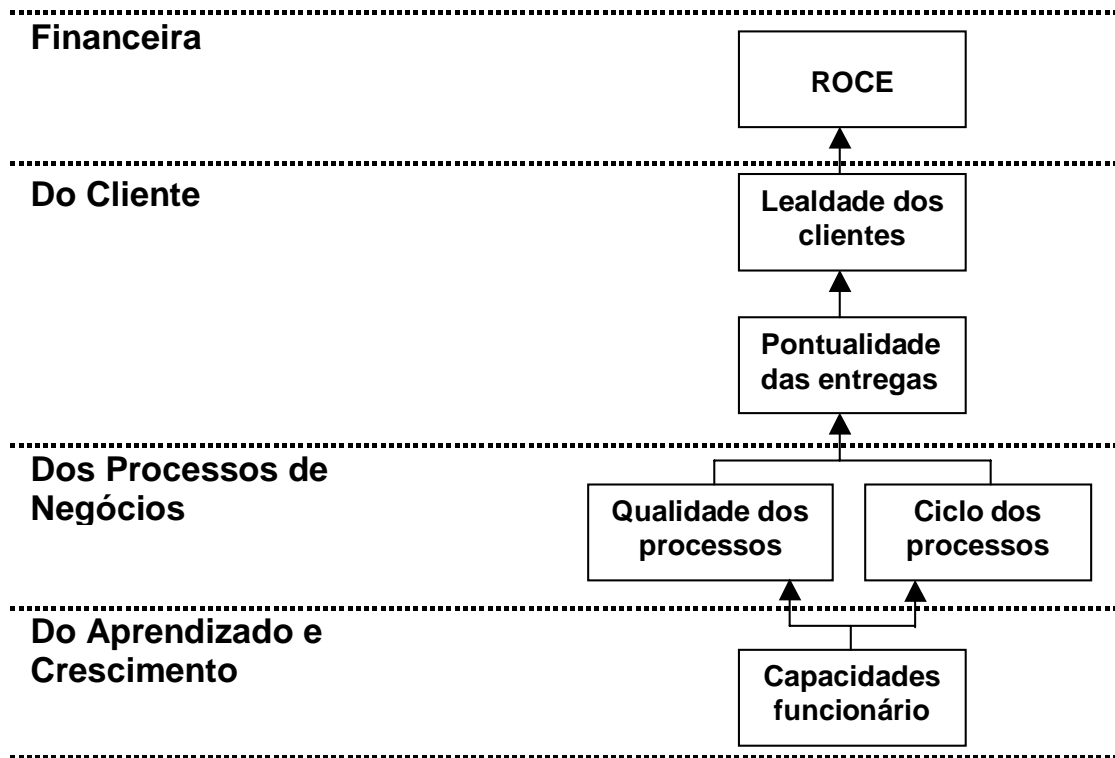 Financeira
ROCE
Do Cliente
Lealdade dos
clientes
Pontualidade
das entregas
Dos Processos de
Negócios
Qualidade dos
processos
Ciclo dos
processos
Do Aprendizado e
Crescimento
Capacidades
funcionário